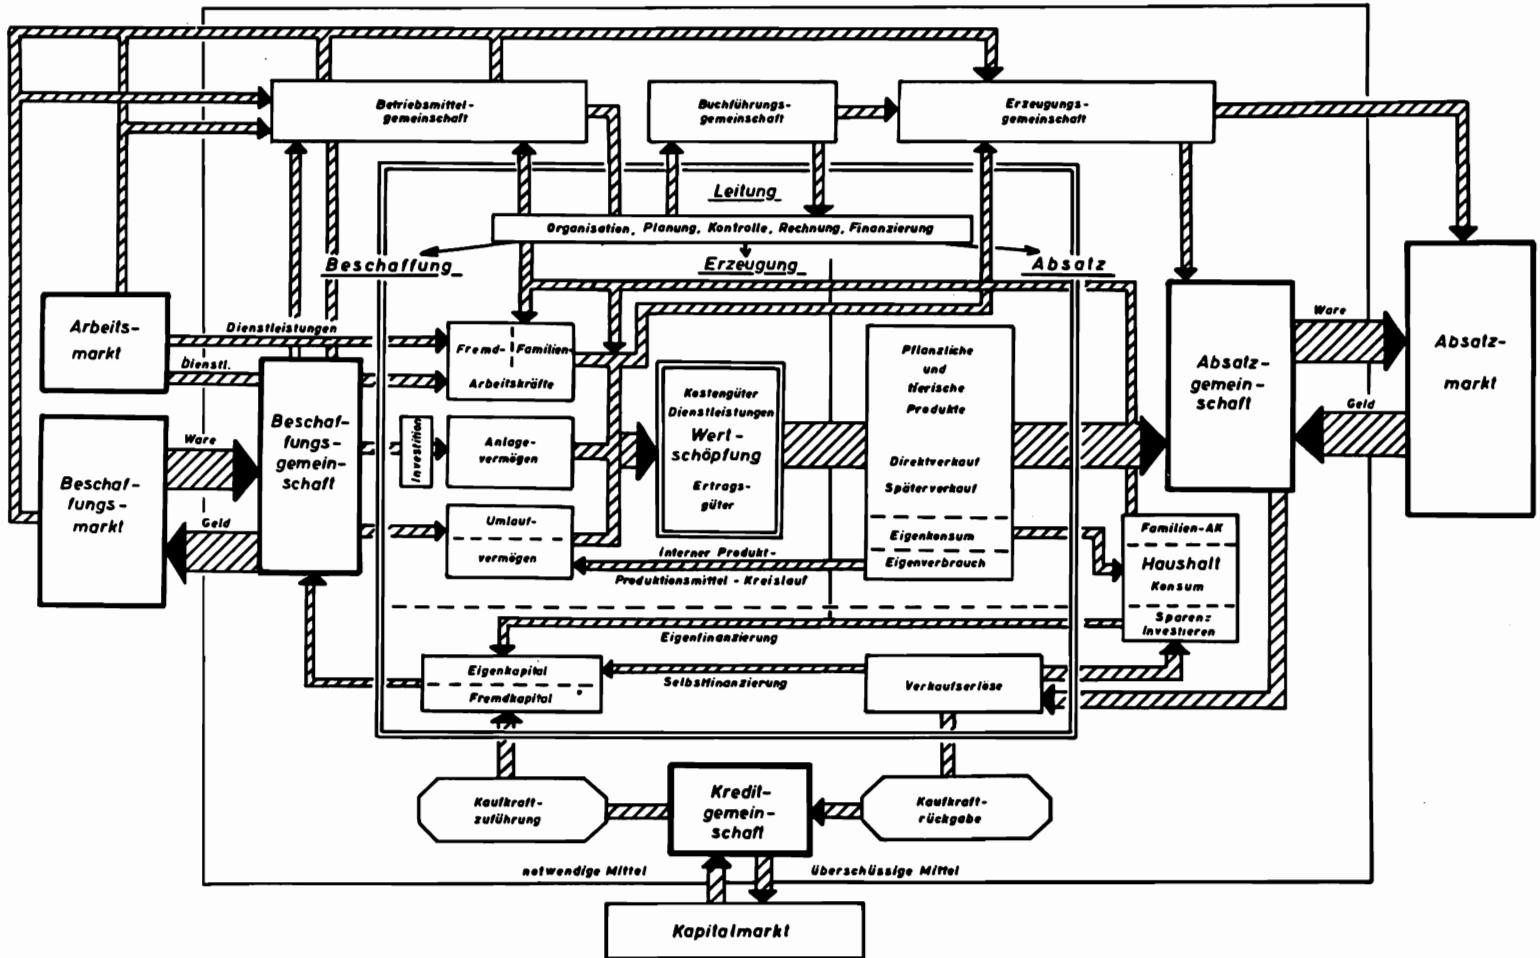 Betriebsmittel-
gemeinschaft
Buchführungs-
gemeinschaft
Erzeugungs-
gemeinschaft
Leitung
Organisation, Planung, Kontrolle, Rechnung, Finanzierung
Beschaffung
Erzeugung
Absatz
Arbeits-
markt
Dienstleistungen
Dienstl.
Fremd- Familien-
Arbeitskräfte
Beschaf-
fungs-
markt
Ware
Geld
Beschaf-
fungs-
gemein-
schaft
Investition
Anlage-
vermögen
Umlauf-
vermögen
Kostengüter
Dienstleistungen
Wert-
schöpfung
Ertrags-
güter
Pflanzliche
und
tierische
Produkte
Direktverkauf
Späterverkauf
Eigenkonsum
Eigenverbrauch
Interner Produkt-
Produktionsmittel - Kreislauf
Absatz-
gemein-
schaft
Ware
Geld
Absatz-
markt
Familien-AK
Haushalt
Konsum
Sparen=
Investieren
Eigenfinanzierung
Eigenkapital
Fremdkapital
Selbstfinanzierung
Verkaufserlöse
Kaufkraft-
zuführung
Kredit-
gemein-
schaft
Kaufkraft-
rückgabe
notwendige Mittel
überschüssige Mittel
Kapitalmarkt